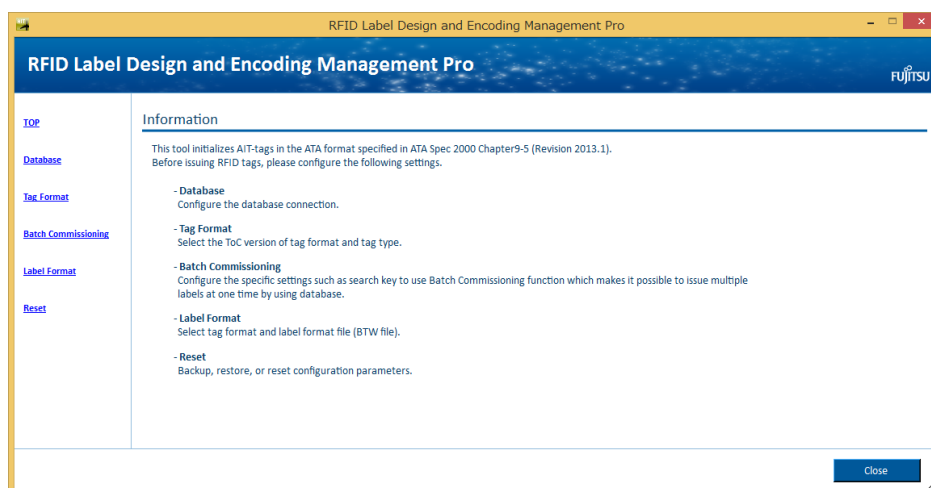 RFID Label Design and Encoding Management Pro
RFID Label Design and Encoding Management Pro
FUJITSU
TOP
Database
Tag Format
Batch Commissioning
Label Format
Reset
Information
This tool initializes AIT-tags in the ATA format specified in ATA Spec 2000 Chapter9-5 (Revision 2013.1).
Before issuing RFID tags, please configure the following settings.
- Database
Configure the database connection.
- Tag Format
Select the ToC version of tag format and tag type.
- Batch Commissioning
Configure the specific settings such as search key to use Batch Commissioning function which makes it possible to issue multiple
labels at one time by using database.
- Label Format
Select tag format and label format file (BTW file).
- Reset
Backup, restore, or reset configuration parameters.
Close